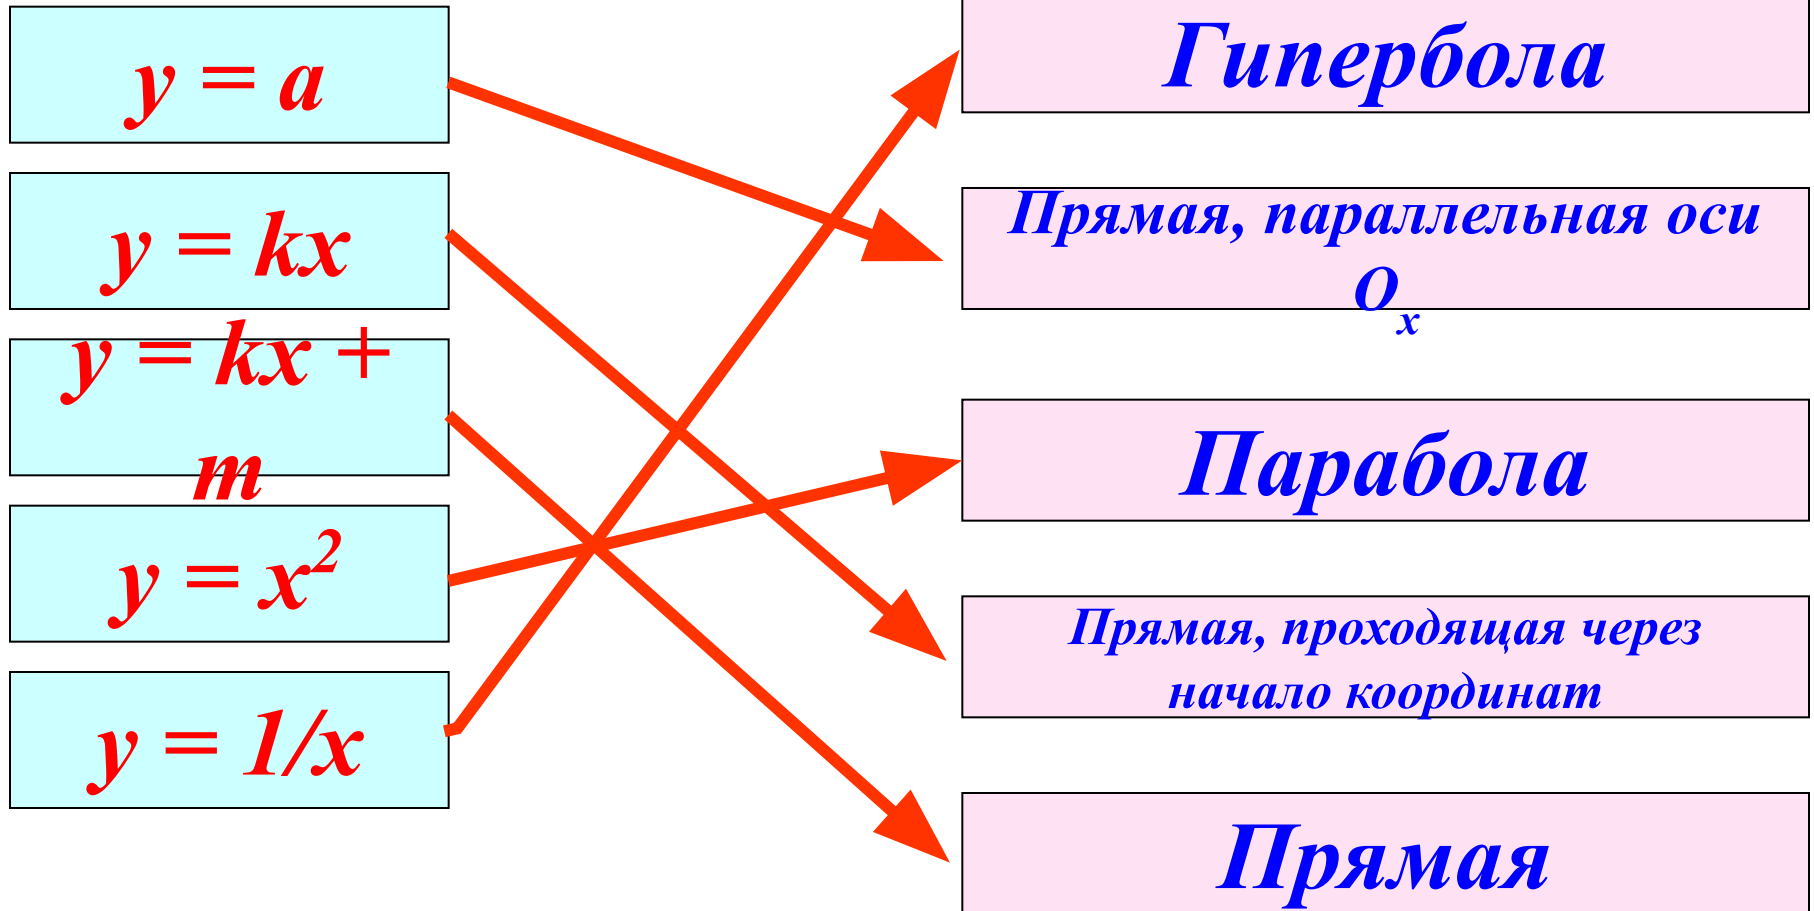 y = a
y = kx
y = kx +
m
y = x²
y = 1/x
Гипербола
Прямая, параллельная оси
Oₓ
Парабола
Прямая, проходящая через
начало координат
Прямая